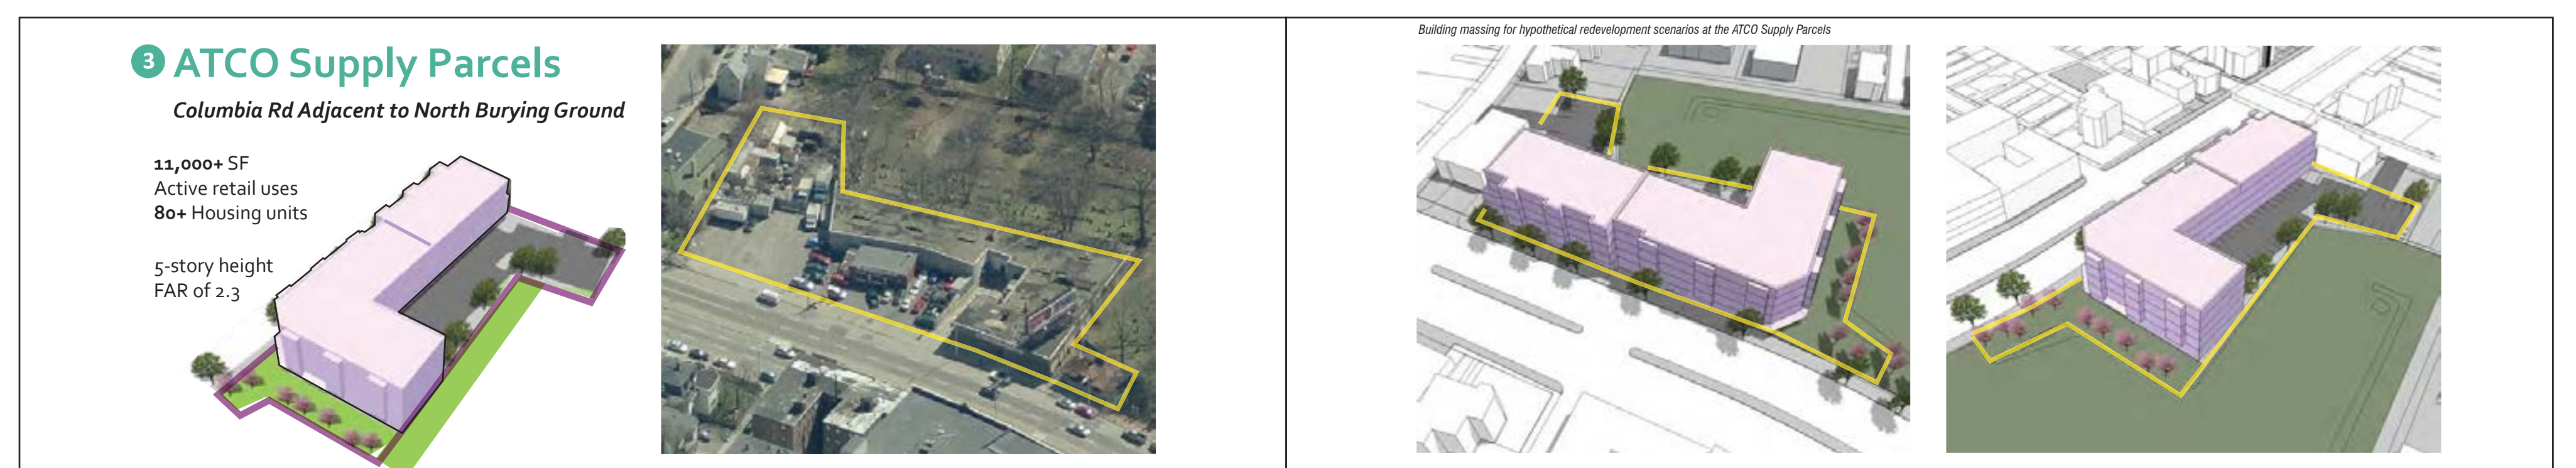 3 ATCO Supply Parcels
Columbia Rd Adjacent to North Burying Ground
11,000+ SF
Active retail uses
80+ Housing units
5-story height
FAR of 2.3
Building massing for hypothetical redevelopment scenarios at the ATCO Supply Parcels